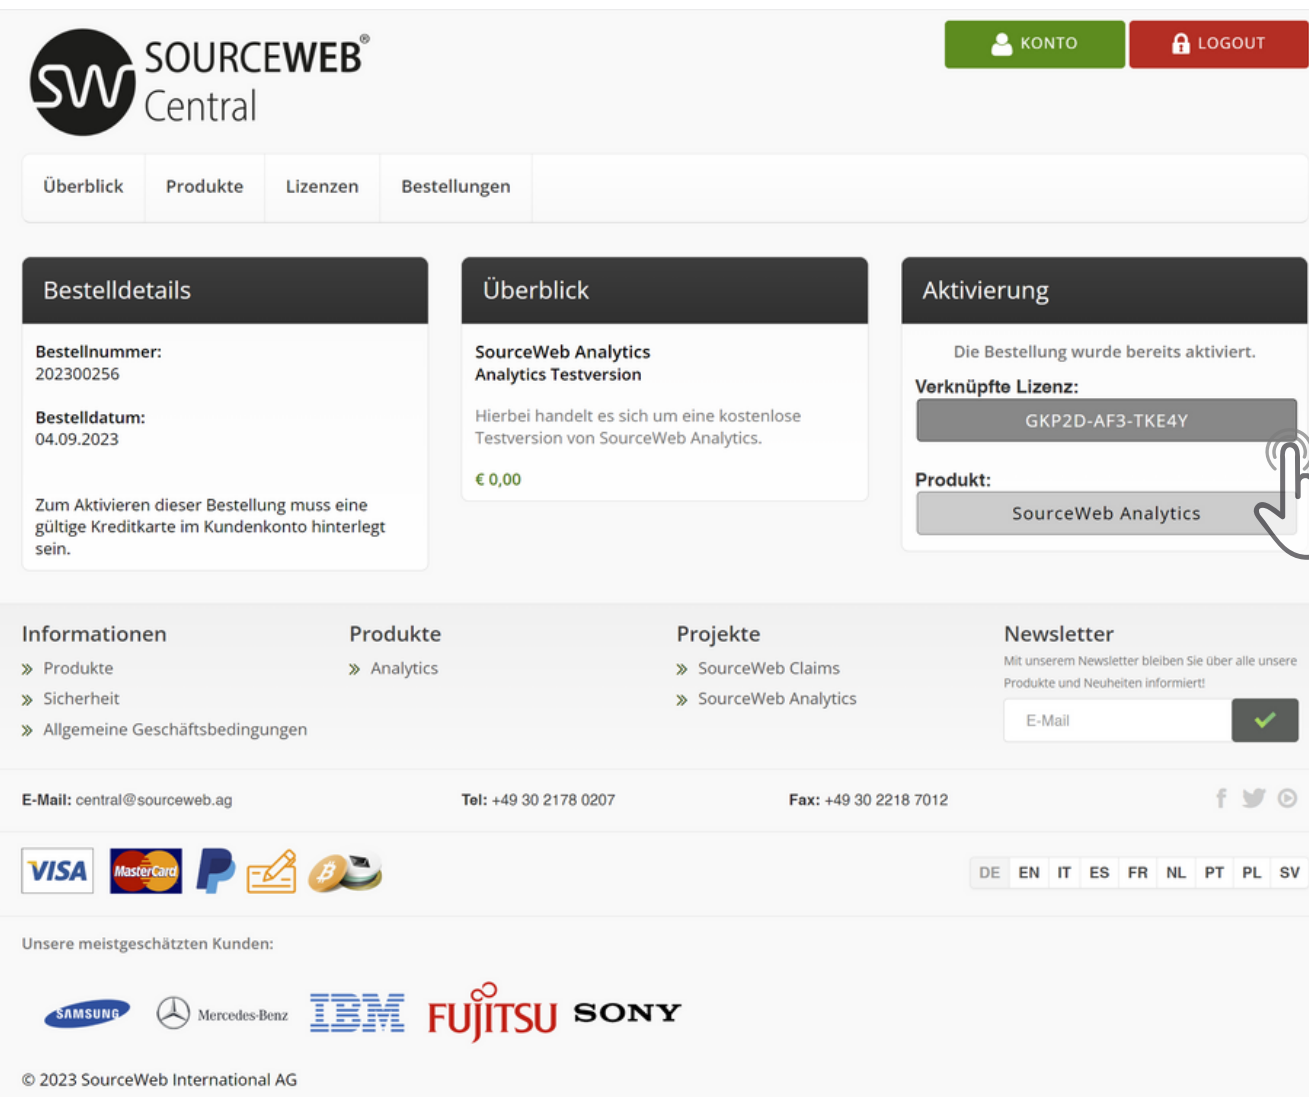 SW SOURCEWEB®
Central
KONTO
LOGOUT
Überblick Produkte Lizenzen Bestellungen
Bestelldetails
Bestellnummer:
202300256
Bestelldatum:
04.09.2023
Zum Aktivieren dieser Bestellung muss eine
gültige Kreditkarte im Kundenkonto hinterlegt
sein.
Überblick
SourceWeb Analytics
Analytics Testversion
Hierbei handelt es sich um eine kostenlose
Testversion von SourceWeb Analytics.
€ 0,00
Aktivierung
Die Bestellung wurde bereits aktiviert.
Verknüpfte Lizenz:
GKP2D-AF3-TKE4Y
Produkt:
SourceWeb Analytics
Informationen
Produkte
Sicherheit
Allgemeine Geschäftsbedingungen
Produkte
Analytics
Projekte
SourceWeb Claims
SourceWeb Analytics
Newsletter
Mit unserem Newsletter bleiben Sie über alle unsere
Produkte und Neuheiten informiert!
E-Mail
E-Mail: central@sourceweb.ag Tel: +49 30 2178 0207 Fax: +49 30 2218 7012
VISA MasterCard
DE EN IT ES FR NL PT PL SV
Unsere meistgeschätzten Kunden:
SAMSUNG Mercedes-Benz IBM FUJITSU SONY
© 2023 SourceWeb International AG